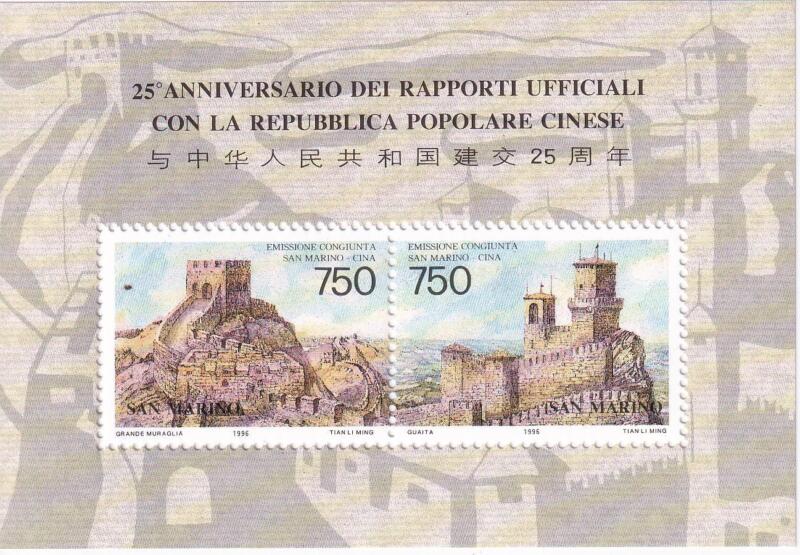 25°ANNIVERSARIO DEI RAPPORTI UFFICIALI
CON LA REPUBBLICA POPOLARE CINESE
与中华人民共和国建交25周年
EMISSIONE CONGIUNTA
SAN MARINO - CINA
750
SAN MARINO
GRANDE MURAGLIA 1996 TIAN LI MING
EMISSIONE CONGIUNTA
SAN MARINO - CINA
750
SAN MARINO
GUAITA 1996 TIAN LI MING